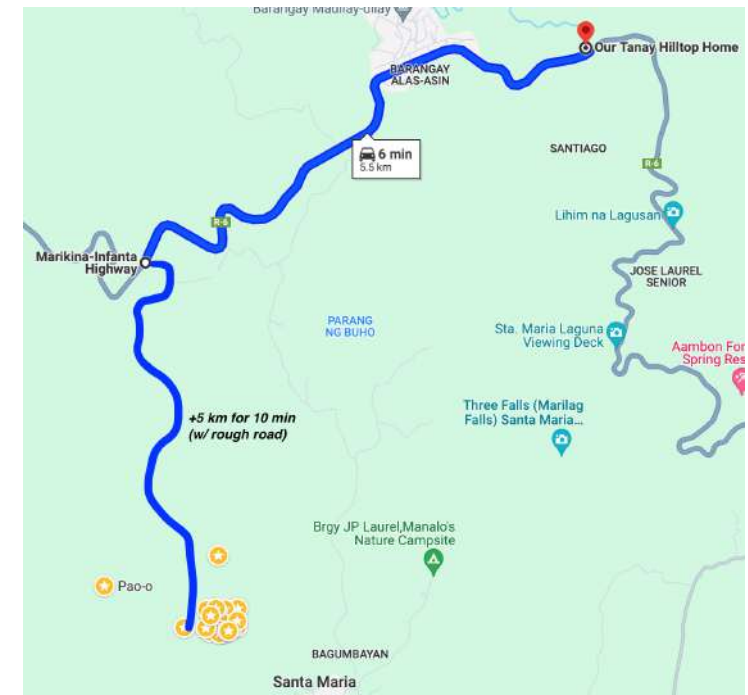 Barangay Madilay-dilay
Our Tanay Hilltop Home
BARANGAY
ALAS-ASIN
6 min
5.5 km
SANTIAGO
R-6
Lihim na Lagusan
R-6
Marikina-Infanta
Highway
JOSE LAUREL
SENIOR
PARANG
NG BUHO
Sta. Maria Laguna
Viewing Deck
Aambon For
Spring Res
+5 km for 10 min
(w/ rough road)
Three Falls (Marilag
Falls) Santa Maria...
Brgy JP Laurel,Manalo's
Nature Campsite
Pao-o
BAGUMBAYAN
Santa Maria